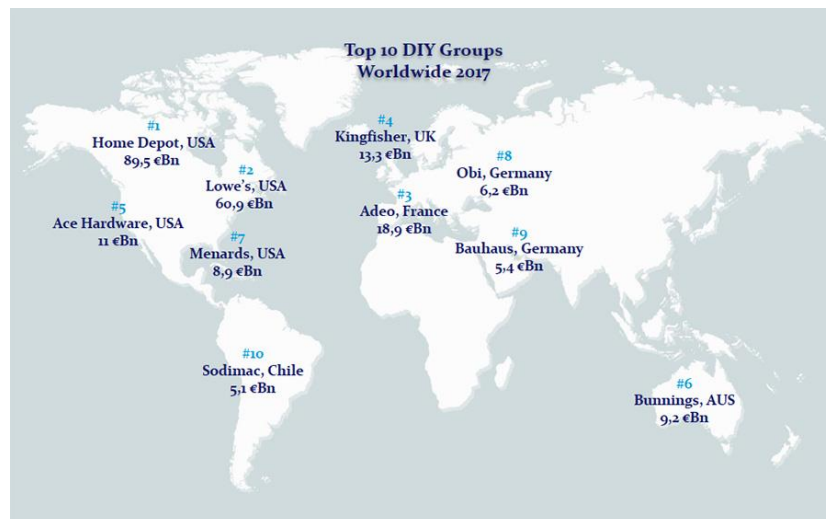 Top 10 DIY Groups
Worldwide 2017
#1
Home Depot, USA
89,5 €Bn
#2
Lowe's, USA
60,9 €Bn
#5
Ace Hardware, USA
11 €Bn
#7
Menards, USA
8,9 €Bn
#4
Kingfisher, UK
13,3 €Bn
#3
Adeo, France
18,9 €Bn
#8
Obi, Germany
6,2 €Bn
#9
Bauhaus, Germany
5,4 €Bn
#10
Sodimac, Chile
5,1 €Bn
#6
Bunnings, AUS
9,2 €Bn